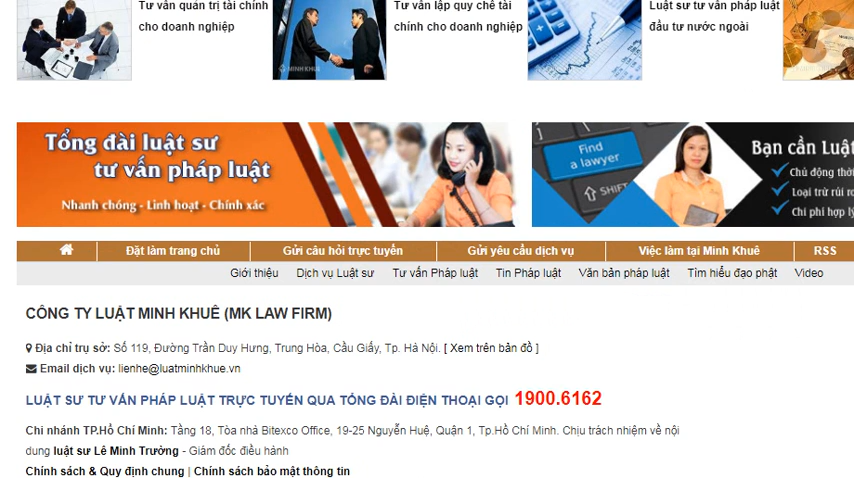 Tư vấn quản trị tài chính
cho doanh nghiệp
Tư vấn lập quy chế tài
chính cho doanh nghiệp
Luật sư tư vấn pháp luật
đầu tư nước ngoài
MINH KHUE
Tổng đài luật sư
tư vấn pháp luật
Nhanh chóng - Linh hoạt - Chính xác
Find
a lawyer
SHIFT
Bạn cần Luật
Chủ động thời
Loại trừ rủi ro
Chi phí hợp lý
Đặt làm trang chủ
Gửi câu hỏi trực tuyến
Gửi yêu cầu dịch vụ
Việc làm tại Minh Khuê
RSS
Giới thiệu
Dịch vụ Luật sư
Tư vấn Pháp luật
Tin Pháp luật
Văn bản pháp luật
Tìm hiểu đạo phật
Video
CÔNG TY LUẬT MINH KHUÊ (MK LAW FIRM)
Địa chỉ trụ sở: Số 119, Đường Trần Duy Hưng, Trung Hòa, Cầu Giấy, Tp. Hà Nội. [ Xem trên bản đồ ]
Email dịch vụ: lienhe@luatminhkhue.vn
LUẬT SƯ TƯ VẤN PHÁP LUẬT TRỰC TUYẾN QUA TỔNG ĐÀI ĐIỆN THOẠI GỌI 1900.6162
Chi nhánh TP.Hồ Chí Minh: Tầng 18, Tòa nhà Bitexco Office, 19-25 Nguyễn Huệ, Quận 1, Tp.Hồ Chí Minh. Chịu trách nhiệm về nội
dung luật sư Lê Minh Trường - Giám đốc điều hành
Chính sách & Quy định chung | Chính sách bảo mật thông tin